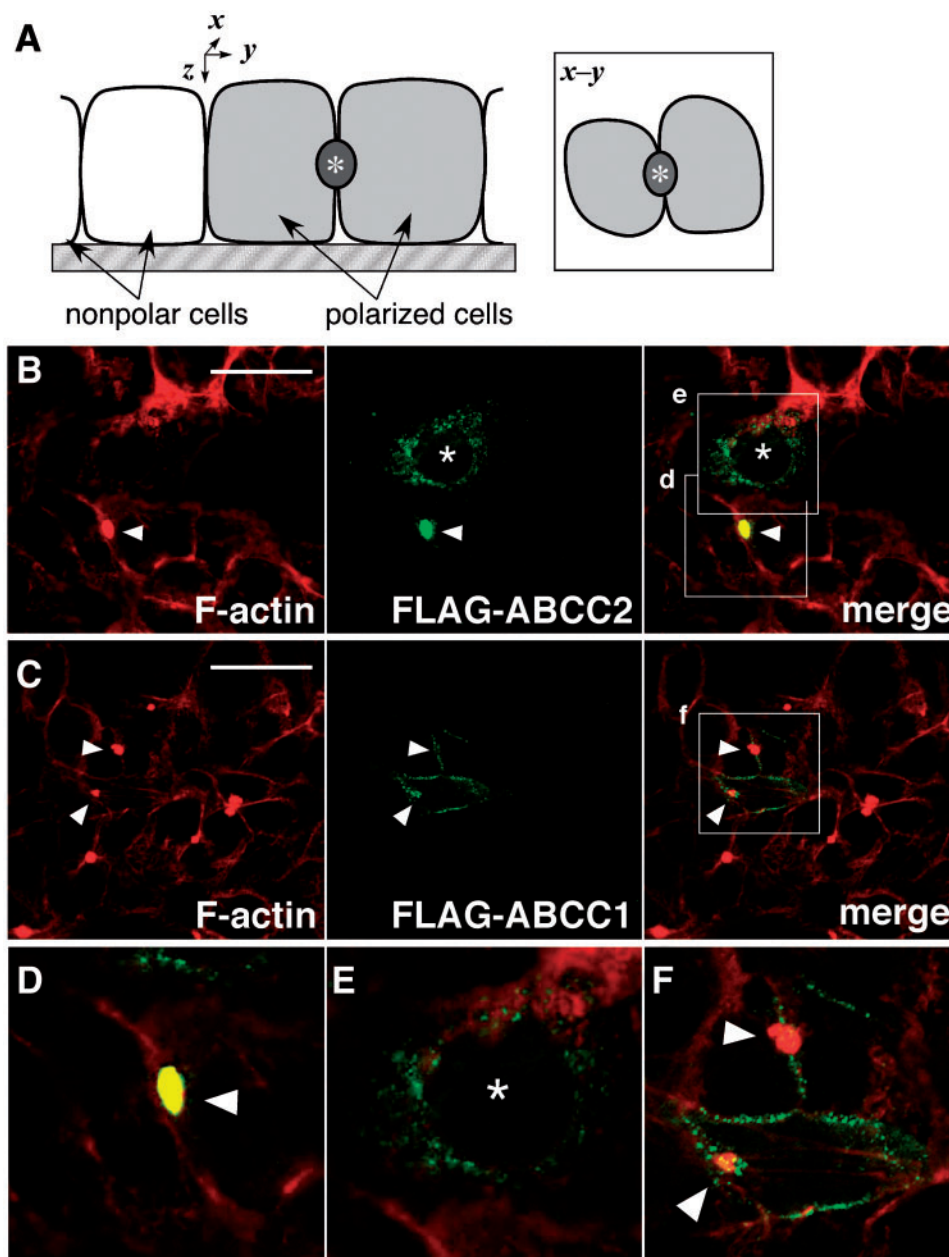 A
x
y
z
*
nonpolar cells
polarized cells
x–y
*
B
F-actin
*
FLAG-ABCC2
e
*
d
merge
C
F-actin
FLAG-ABCC1
f
merge
D
E
*
F